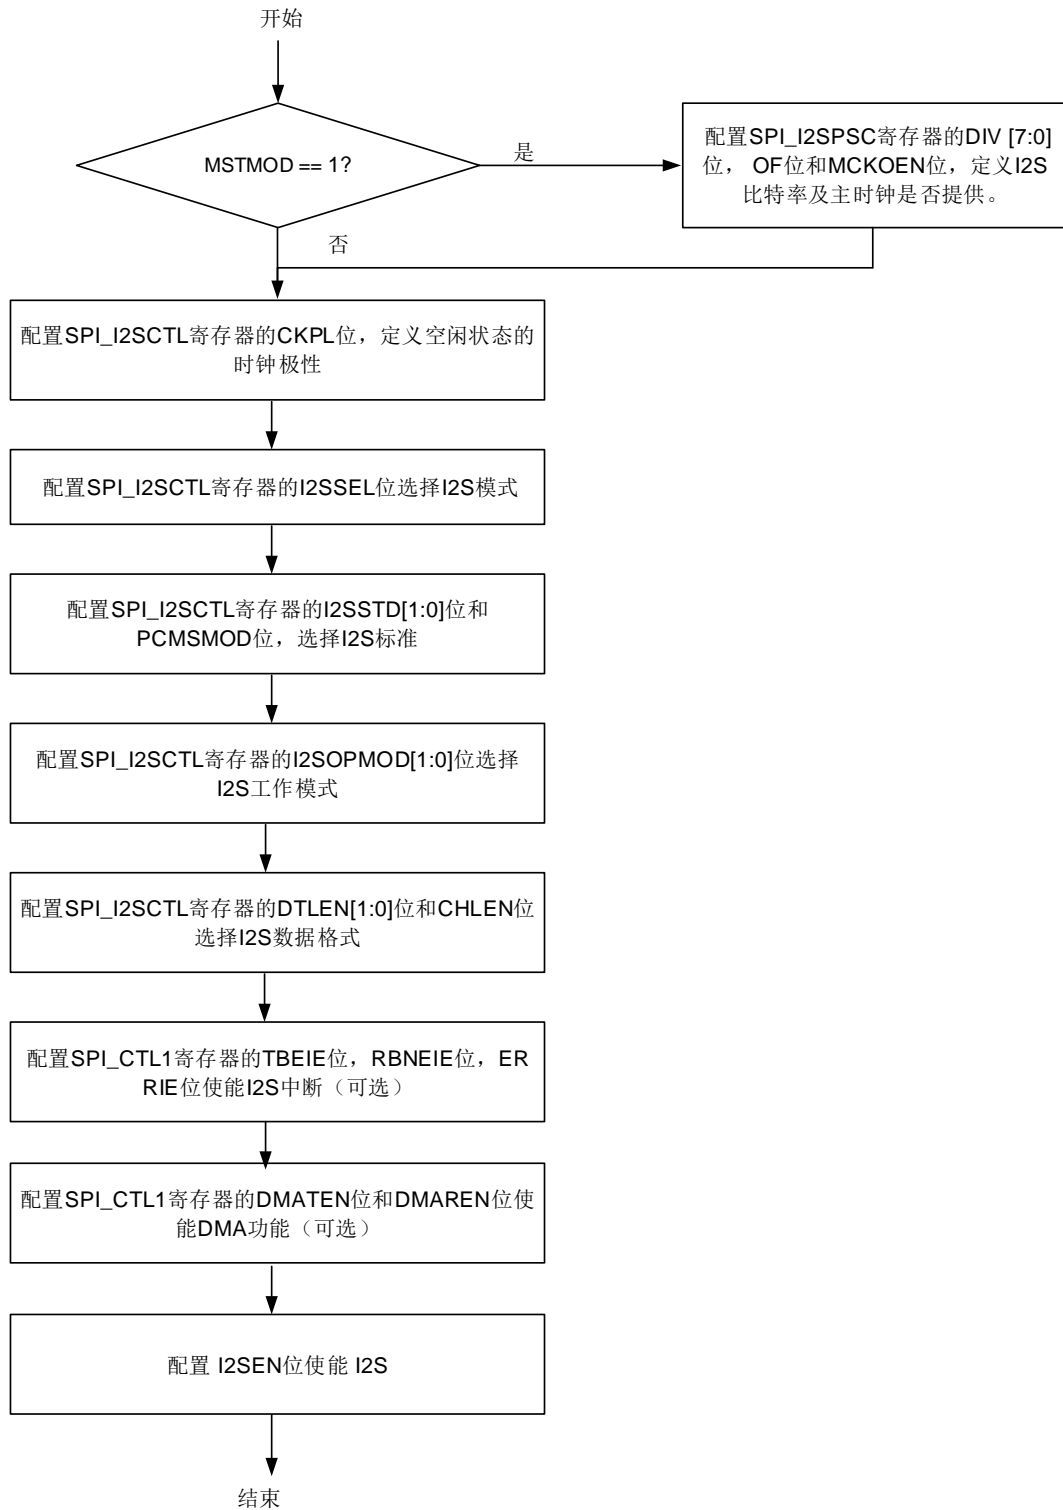 开始
MSTMOD == 1?
是
配置SPI_I2SPSC寄存器的DIV [7:0]
位， OF位和MCKOEN位，定义I2S
比特率及主时钟是否提供。
否
配置SPI_I2SCTL寄存器的CKPL位，定义空闲状态的
时钟极性
配置SPI_I2SCTL寄存器的I2SSEL位选择I2S模式
配置SPI_I2SCTL寄存器的I2SSTD[1:0]位和
PCMSMOD位，选择I2S标准
配置SPI_I2SCTL寄存器的I2SOPMOD[1:0]位选择
I2S工作模式
配置SPI_I2SCTL寄存器的DTLEN[1:0]位和CHLEN位
选择I2S数据格式
配置SPI_CTL1寄存器的TBEIE位，RBNEIE位，ER
RIE位使能I2S中断（可选）
配置SPI_CTL1寄存器的DMATEN位和DMAREN位使
能DMA功能（可选）
配置 I2SEN位使能 I2S
结束